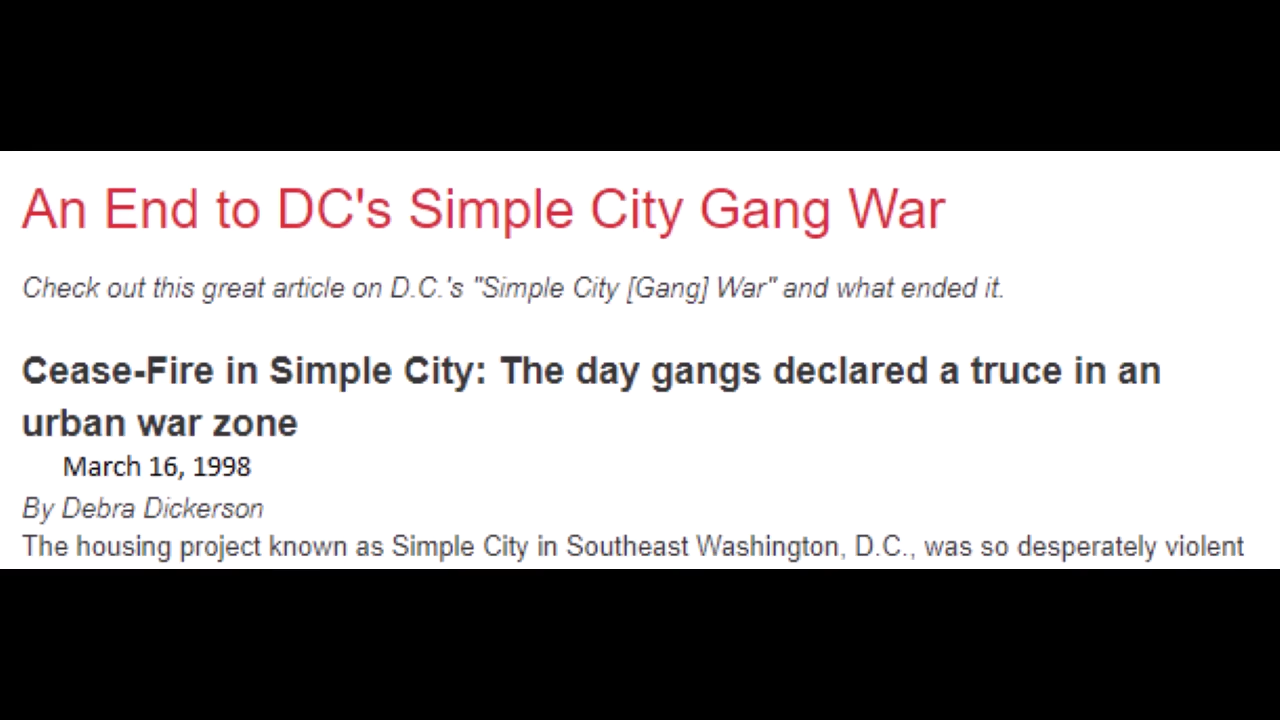 An End to DC's Simple City Gang War
Check out this great article on D.C.'s "Simple City [Gang] War" and what ended it.
Cease-Fire in Simple City: The day gangs declared a truce in an
urban war zone
March 16, 1998
By Debra Dickerson
The housing project known as Simple City in Southeast Washington, D.C., was so desperately violent